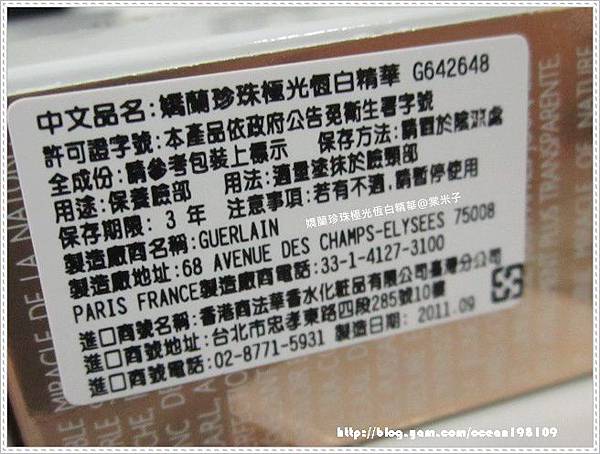 中文品名:嬌蘭珍珠極光恆白精華 G642648
許可證字號:本產品依政府公告免衛生署字號
全成份:請參考包裝上標示 保存方法:請置於陰涼處
用途:保養臉部 用法:適量塗抹於臉頸部
保存期限: 3 年 注意事項:若有不適,請暫停使用
製造廠商名稱:GUERLAIN
製造廠地址:68 AVENUE DES CHAMPS-ELYSEES 75008
PARIS FRANCE製造廠商電話:33-1-4127-3100
進口商號名稱:香港商法華香水化粧品有限公司臺灣分公司
進口商號地址:台北市忠孝東路四段285號10樓
進口商號電話:02-8771-5931 製造日期: 2011.09
嬌蘭珍珠極光恆白精華@棠米子
MIRACLE DE LA NATURE
PLUS TRANSPARENTE
OF NATURE
http://blog.yam.com/ocean198109